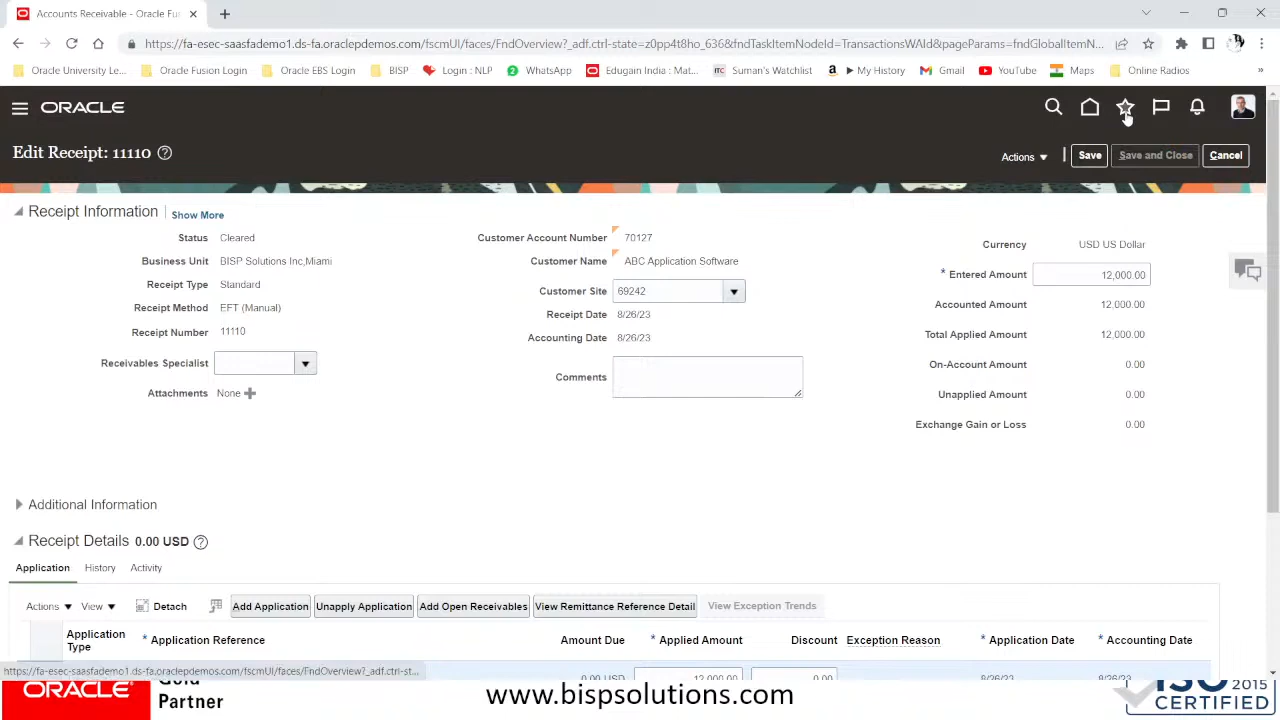 Accounts Receivable - Oracle Fu
https://fa-esec-saasfademo1.ds-fa.oraclepdemos.com/fscmUI/faces/FndOverview?_adf.ctrl-state=z0pp4t8ho_636&fndTaskItemNodeId=TransactionsWAId&pageParams=fndGlobalItemN...
Oracle University Le... Oracle Fusion Login Oracle EBS Login BISP Login : NLP WhatsApp Edugain India : Mat... ITC Suman's Watchlist My History Gmail YouTube Maps Online Radios »
ORACLE
Edit Receipt: 11110 Actions Save Save and Close Cancel
Receipt Information Show More
Status Cleared
Business Unit BISP Solutions Inc,Miami
Receipt Type Standard
Receipt Method EFT (Manual)
Receipt Number 11110
Receivables Specialist
Attachments None
Customer Account Number 70127
Customer Name ABC Application Software
Customer Site 69242
Receipt Date 8/26/23
Accounting Date 8/26/23
Comments
Currency USD US Dollar
* Entered Amount 12,000.00
Accounted Amount 12,000.00
Total Applied Amount 12,000.00
On-Account Amount 0.00
Unapplied Amount 0.00
Exchange Gain or Loss 0.00
Additional Information
Receipt Details 0.00 USD
Application History Activity
Actions View Detach Add Application Unapply Application Add Open Receivables View Remittance Reference Detail View Exception Trends
Application Type * Application Reference Amount Due * Applied Amount Discount Exception Reason * Application Date * Accounting Date
0.00 USD 12,000.00 0.00 8/26/23 8/26/23
https://fa-esec-saasfademo1.ds-fa.oraclepdemos.com/fscmUI/faces/FndOverview?_adf.ctrl-st...
ORACLE Gold
Partner
www.bispsolutions.com
ISO 2015
CERTIFIED